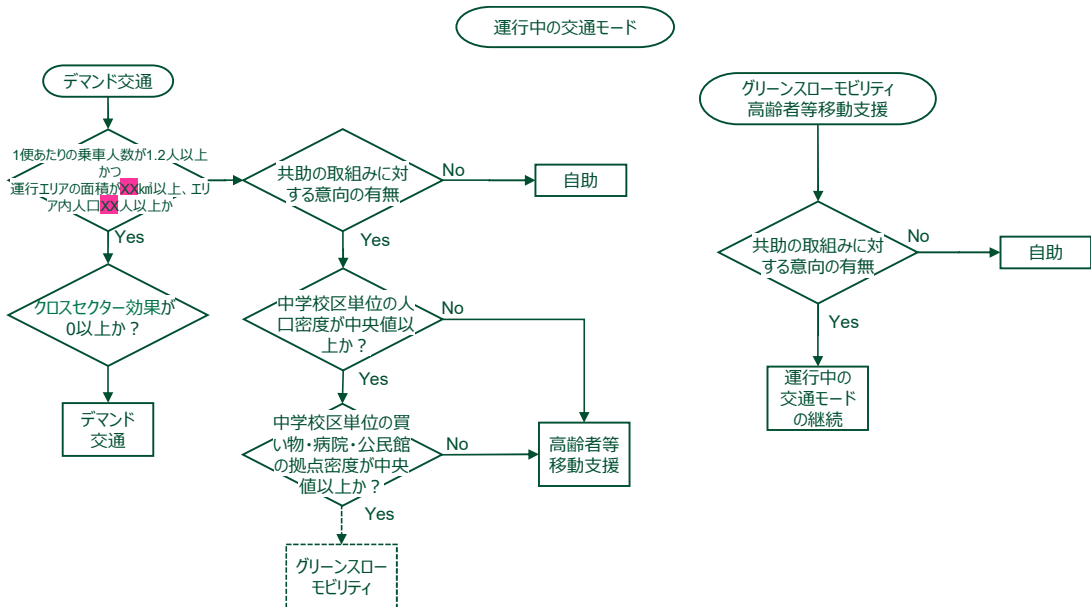 運行中の交通モード
デマンド交通
1便あたりの乗車人数が1.2人以上
かつ
運行エリアの面積がXX㎢以上、エリ
ア内人口XX人以上か
Yes
クロスセクター効果が
0以上か？
デマンド
交通
共助の取組みに対
する意向の有無
No
自助
Yes
中学校区単位の人
口密度が中央値以
上か？
No
Yes
中学校区単位の買
い物・病院・公民館
の拠点密度が中央
値以上か？
No
高齢者等
移動支援
Yes
グリーンスロー
モビリティ
グリーンスローモビリティ
高齢者等移動支援
共助の取組みに対
する意向の有無
No
自助
Yes
運行中の
交通モード
の継続